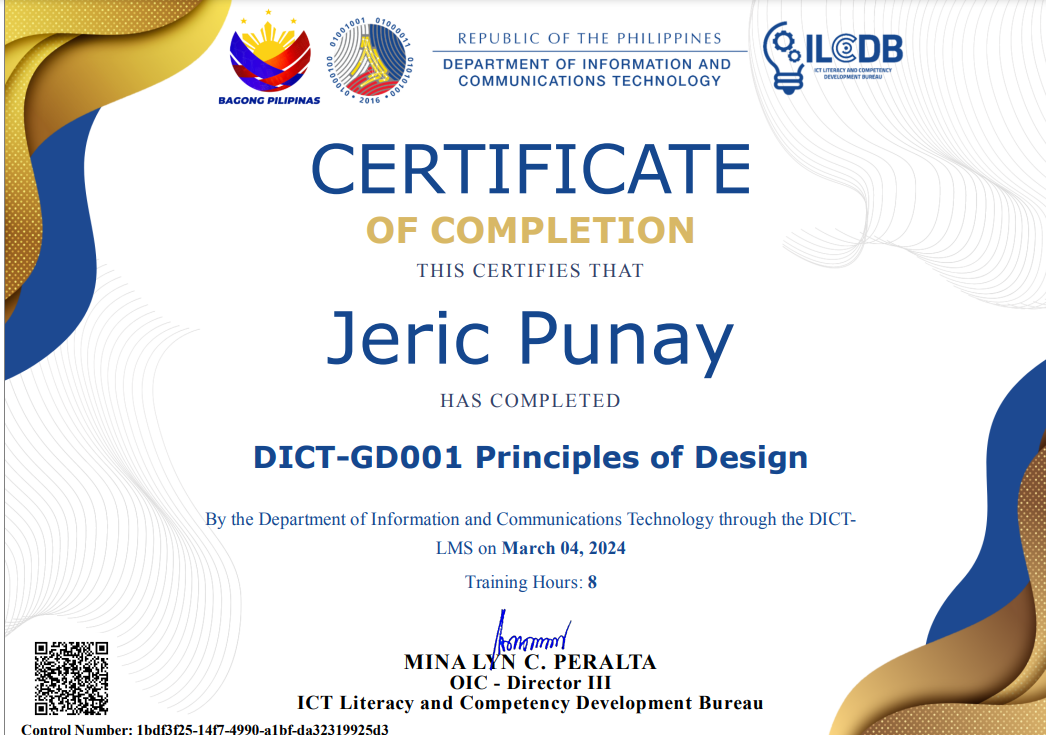 BAGONG PILIPINAS
01001001 01000011 01010100
2016
REPUBLIC OF THE PHILIPPINES
DEPARTMENT OF INFORMATION AND
COMMUNICATIONS TECHNOLOGY
ILCDB
ICT LITERACY AND COMPETENCY
DEVELOPMENT BUREAU
CERTIFICATE
OF COMPLETION
THIS CERTIFIES THAT
Jeric Punay
HAS COMPLETED
DICT-GD001 Principles of Design
By the Department of Information and Communications Technology through the DICT-
LMS on March 04, 2024
Training Hours: 8
MINA LYN C. PERALTA
OIC - Director III
ICT Literacy and Competency Development Bureau
Control Number: 1bdf3f25-14f7-4990-a1bf-da32319925d3